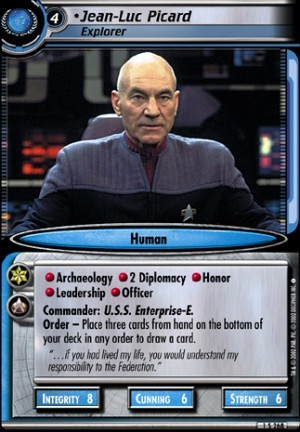 4
•Jean-Luc Picard
Explorer
Human
Archaeology 2 Diplomacy Honor
Leadership Officer
Commander: U.S.S. Enterprise-E.
Order – Place three cards from hand on the bottom of
your deck in any order to draw a card.
"...if you had lived my life, you would understand my
responsibility to the Federation."
INTEGRITY 8 CUNNING 6 STRENGTH 6
1 S 268